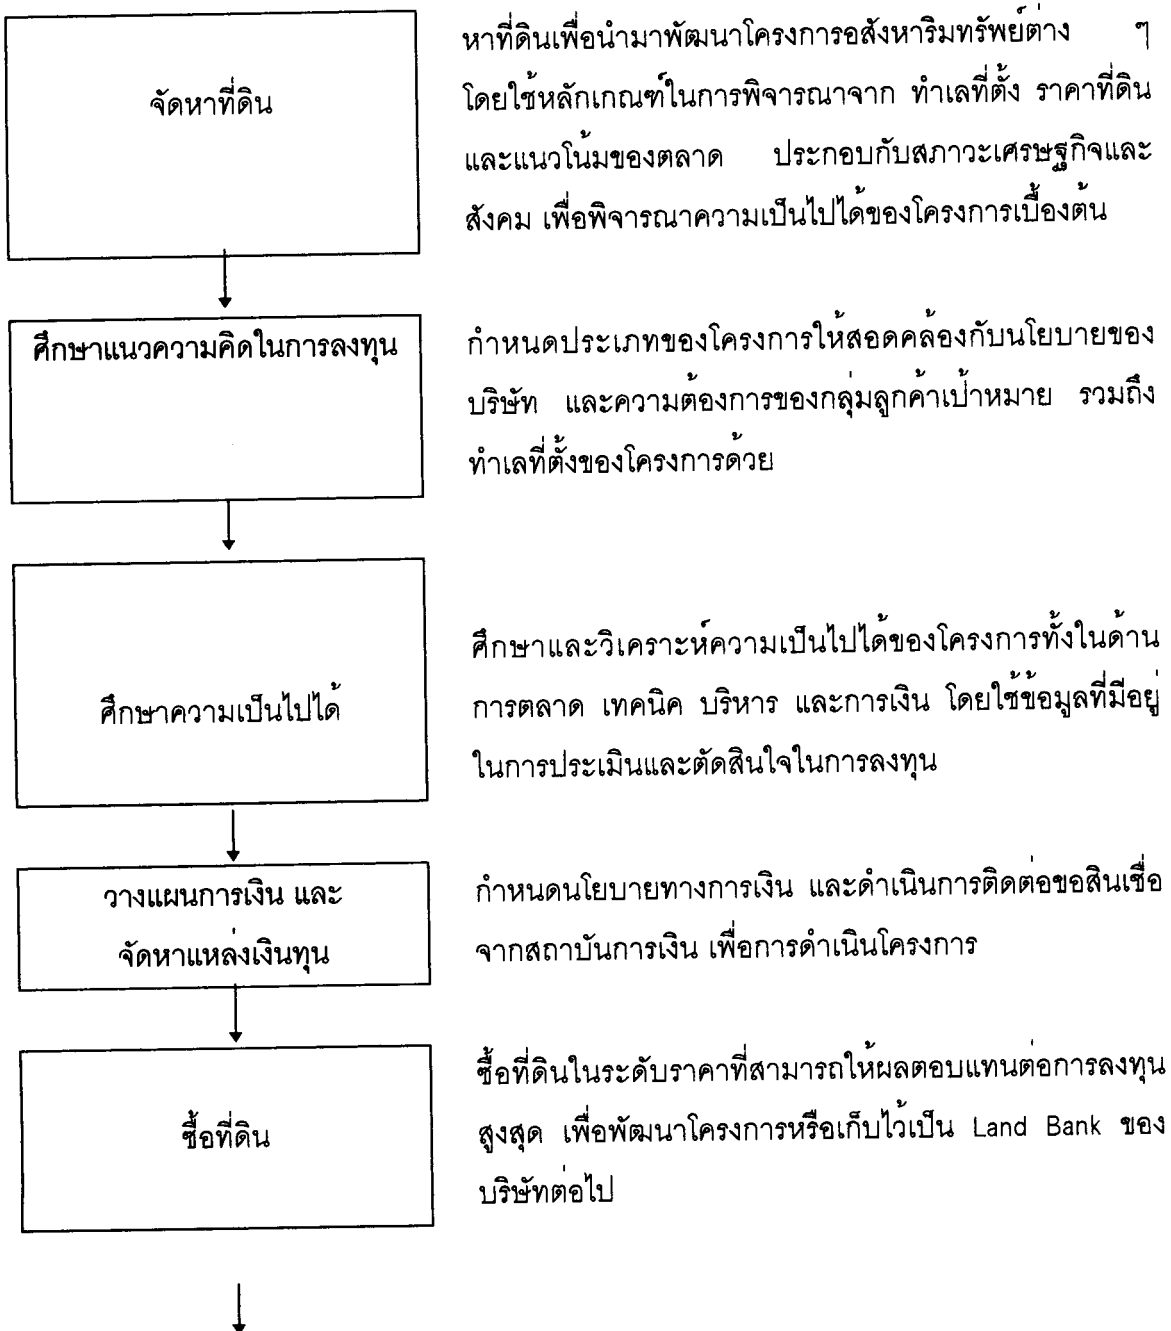 จัดหาที่ดิน
หาที่ดินเพื่อนำมาพัฒนาโครงการอสังหาริมทรัพย์ต่าง ๆ
โดยใช้หลักเกณฑ์ในการพิจารณาจาก ทำเลที่ตั้ง ราคาที่ดิน
และแนวโน้มของตลาด ประกอบกับสภาวะเศรษฐกิจและ
สังคม เพื่อพิจารณาความเป็นไปได้ของโครงการเบื้องต้น
ศึกษาแนวความคิดในการลงทุน
กำหนดประเภทของโครงการให้สอดคล้องกับนโยบายของ
บริษัท และความต้องการของกลุ่มลูกค้าเป้าหมาย รวมถึง
ทำเลที่ตั้งของโครงการด้วย
ศึกษาความเป็นไปได้
ศึกษาและวิเคราะห์ความเป็นไปได้ของโครงการทั้งในด้าน
การตลาด เทคนิค บริหาร และการเงิน โดยใช้ข้อมูลที่มีอยู่
ในการประเมินและตัดสินใจในการลงทุน
วางแผนการเงิน และ
จัดหาแหล่งเงินทุน
กำหนดนโยบายทางการเงิน และดำเนินการติดต่อขอสินเชื่อ
จากสถาบันการเงิน เพื่อการดำเนินโครงการ
ซื้อที่ดิน
ซื้อที่ดินในระดับราคาที่สามารถให้ผลตอบแทนต่อการลงทุน
สูงสุด เพื่อพัฒนาโครงการหรือเก็บไว้เป็น Land Bank ของ
บริษัทต่อไป